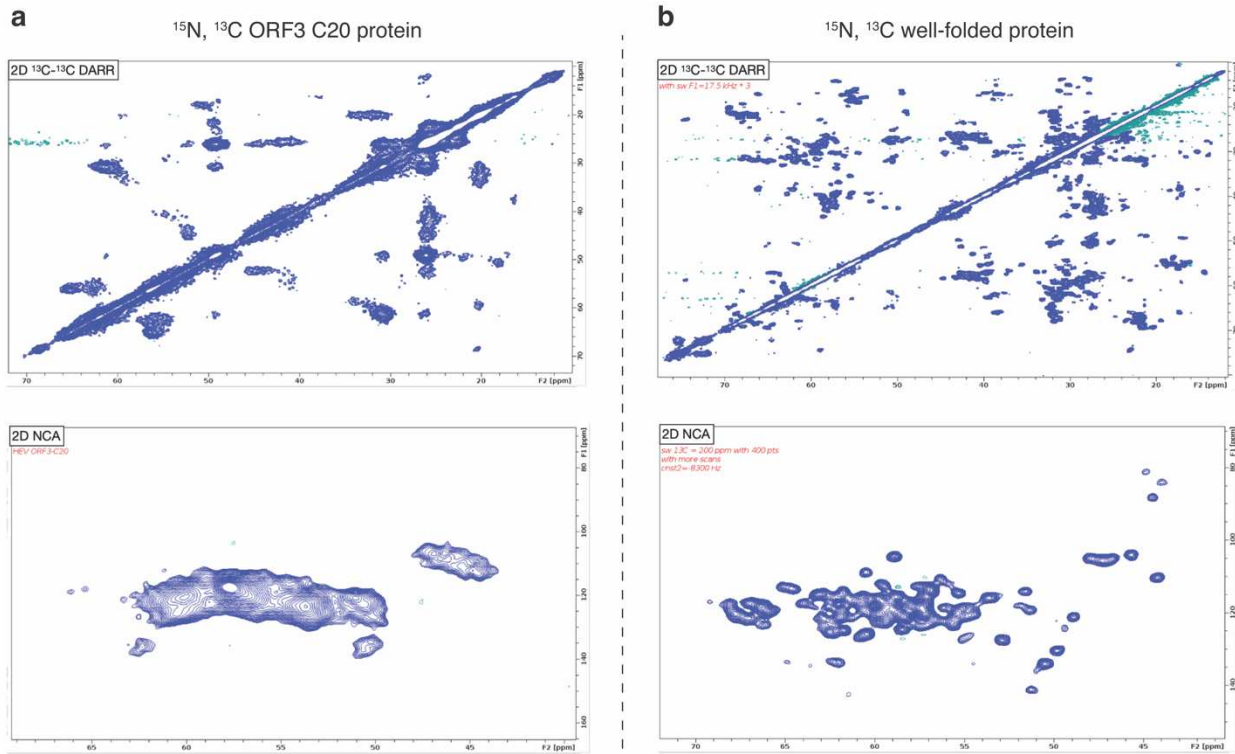 a
¹⁵N, ¹³C ORF3 C20 protein
2D ¹³C-¹³C DARR
F1 [ppm]
20
30
40
50
60
70
70
60
50
40
30
20
F2 [ppm]
2D NCA
HEV ORF3-C20
F1 [ppm]
80
100
120
140
160
65
60
55
50
45
F2 [ppm]
b
¹⁵N, ¹³C well-folded protein
2D ¹³C-¹³C DARR
with sw F1=17.5 kHz * 3
F1 [ppm]
70
60
50
40
30
20
F2 [ppm]
2D NCA
sw 13C = 200 ppm with 400 pts
with more scans
cnst2=-8300 Hz
F1 [ppm]
80
100
120
140
70
65
60
55
50
45
F2 [ppm]